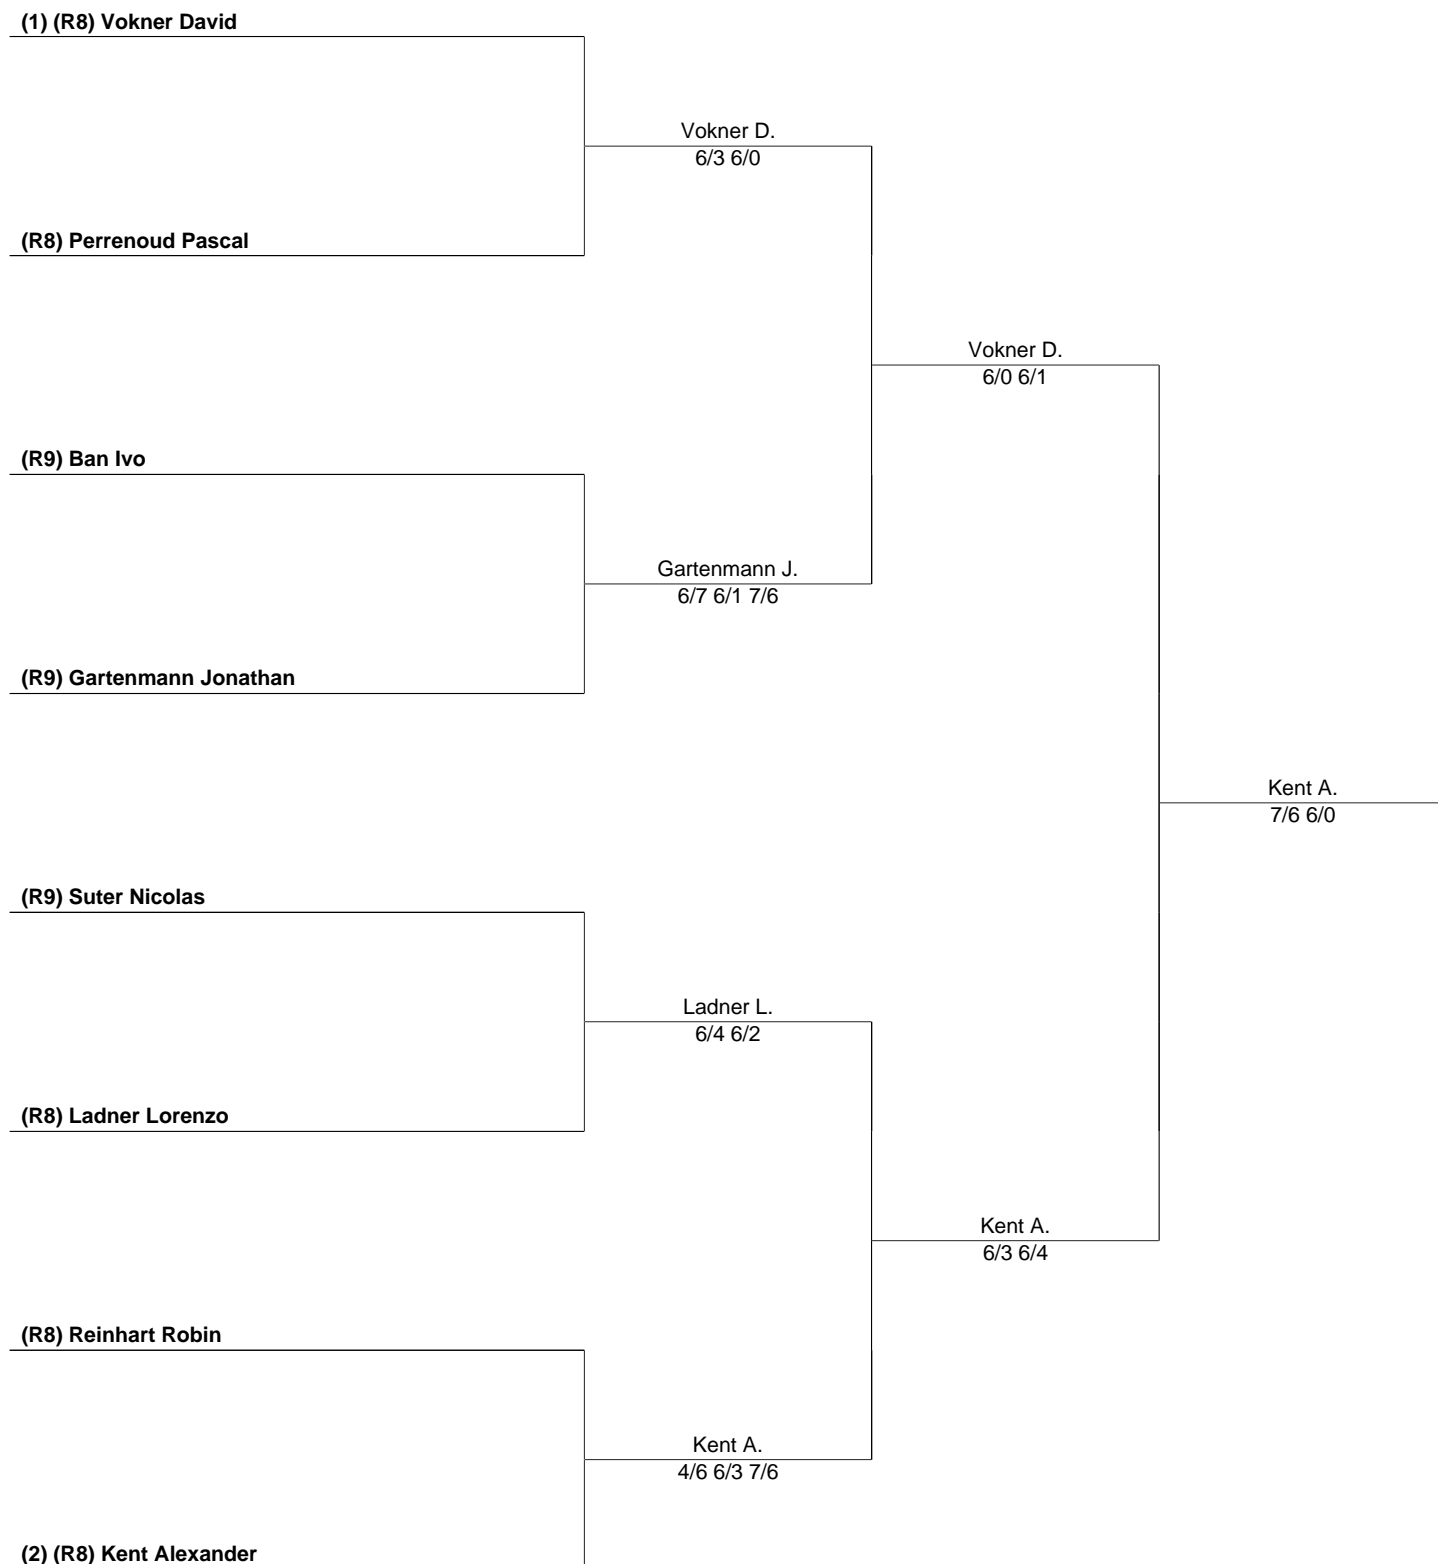 (1) (R8) Vokner David
Vokner D.
6/3 6/0
(R8) Perrenoud Pascal
Vokner D.
6/0 6/1
(R9) Ban Ivo
Gartenmann J.
6/7 6/1 7/6
(R9) Gartenmann Jonathan
Kent A.
7/6 6/0
(R9) Suter Nicolas
Ladner L.
6/4 6/2
(R8) Ladner Lorenzo
Kent A.
6/3 6/4
(R8) Reinhart Robin
Kent A.
4/6 6/3 7/6
(2) (R8) Kent Alexander